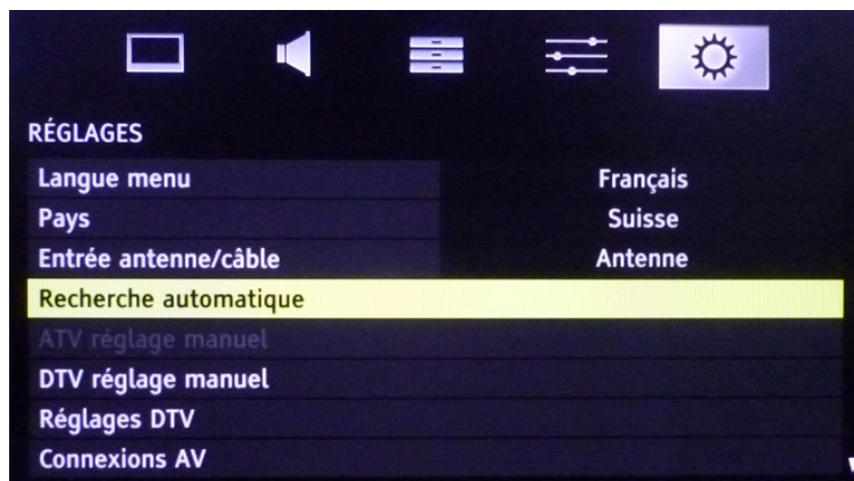 RÉGLAGES
Langue menu Français
Pays Suisse
Entrée antenne/câble Antenne
Recherche automatique
ATV réglage manuel
DTV réglage manuel
Réglages DTV
Connexions AV